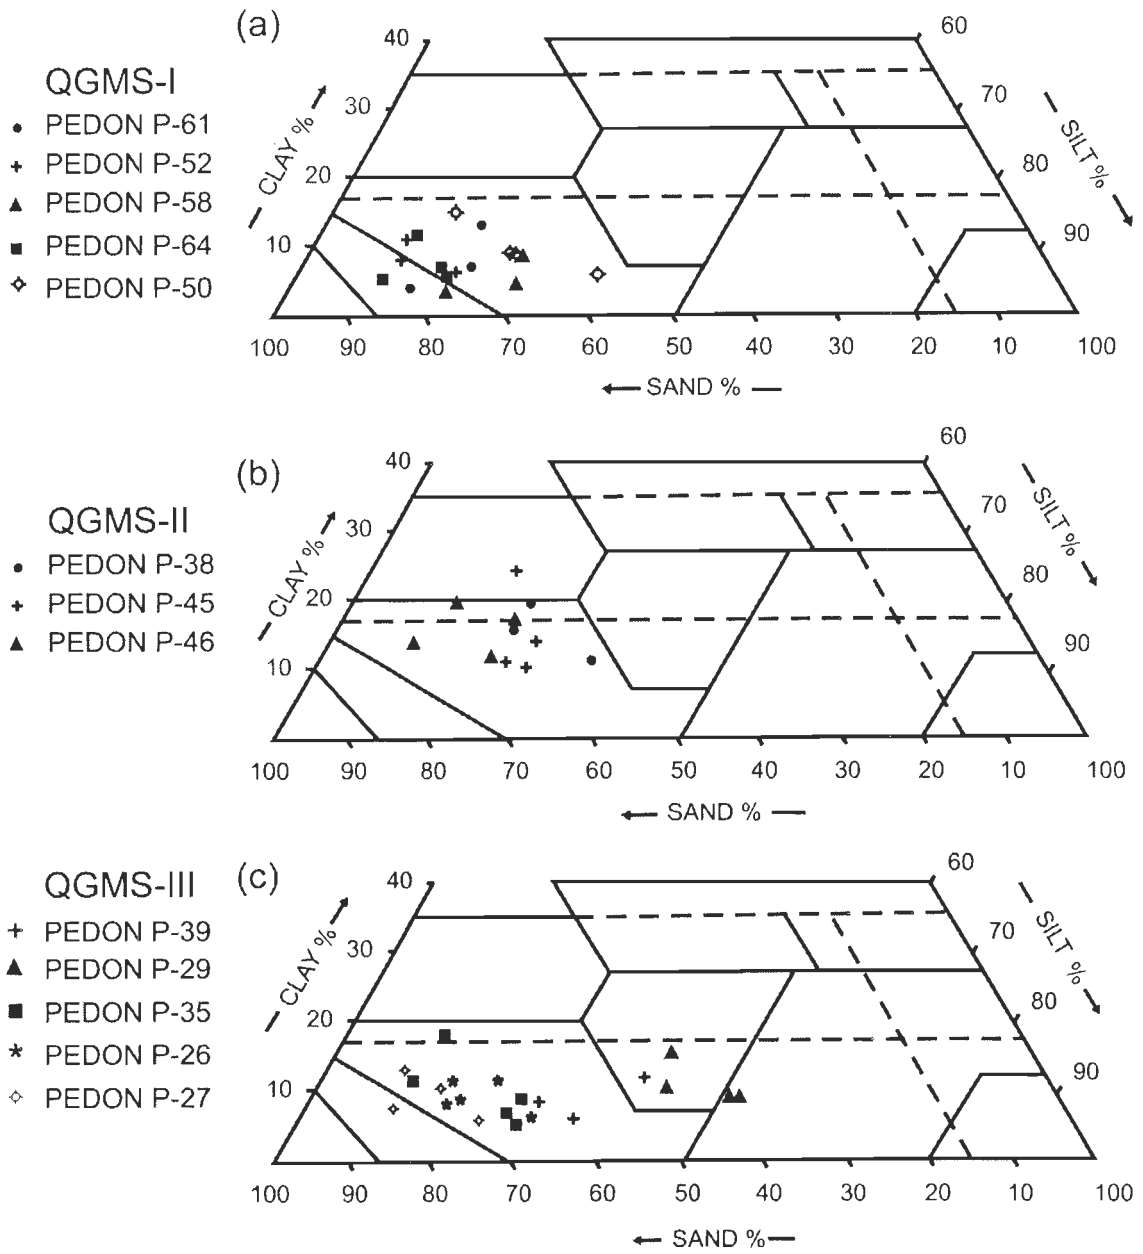 (a)
QGMS-I
PEDON P-61
PEDON P-52
PEDON P-58
PEDON P-64
PEDON P-50
CLAY %
40
30
20
10
60
70
80
90
SILT %
100 90 80 70 60 50 40 30 20 10 100
SAND %
(b)
QGMS-II
PEDON P-38
PEDON P-45
PEDON P-46
CLAY %
40
30
20
10
60
70
80
90
SILT %
100 90 80 70 60 50 40 30 20 10 100
SAND %
(c)
QGMS-III
PEDON P-39
PEDON P-29
PEDON P-35
PEDON P-26
PEDON P-27
CLAY %
40
30
20
10
60
70
80
90
SILT %
100 90 80 70 60 50 40 30 20 10 100
SAND %